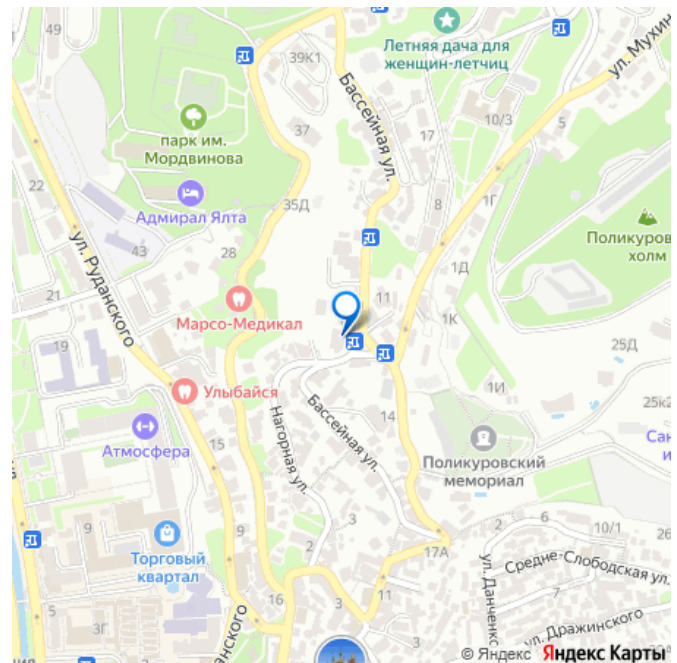 Летняя дача для
женщин-летчиц
ул. Мухин
39К1
Бассейная ул.
10/3
5
17
парк им.
Мордвинова
37
22
Адмирал Ялта
35Д
8
1Г
Поликуров
холм
ул. Руданского
43
28
1Д
21
Марсо-Медикал
11
1К
19
25Д
Улыбайся
1И
25к2
Нагорная ул.
Бассейная ул.
14
Сан
и
Атмосфера
15
Поликуровский
мемориал
9
3
2
6
10/1
26
Торговый
квартал
2
17А
Средне-Слободская ул.
ул. Данченко
5
3Г
9
16
3
11
ул. Дражинского
нского
ния
© Яндекс Яндекс Карты